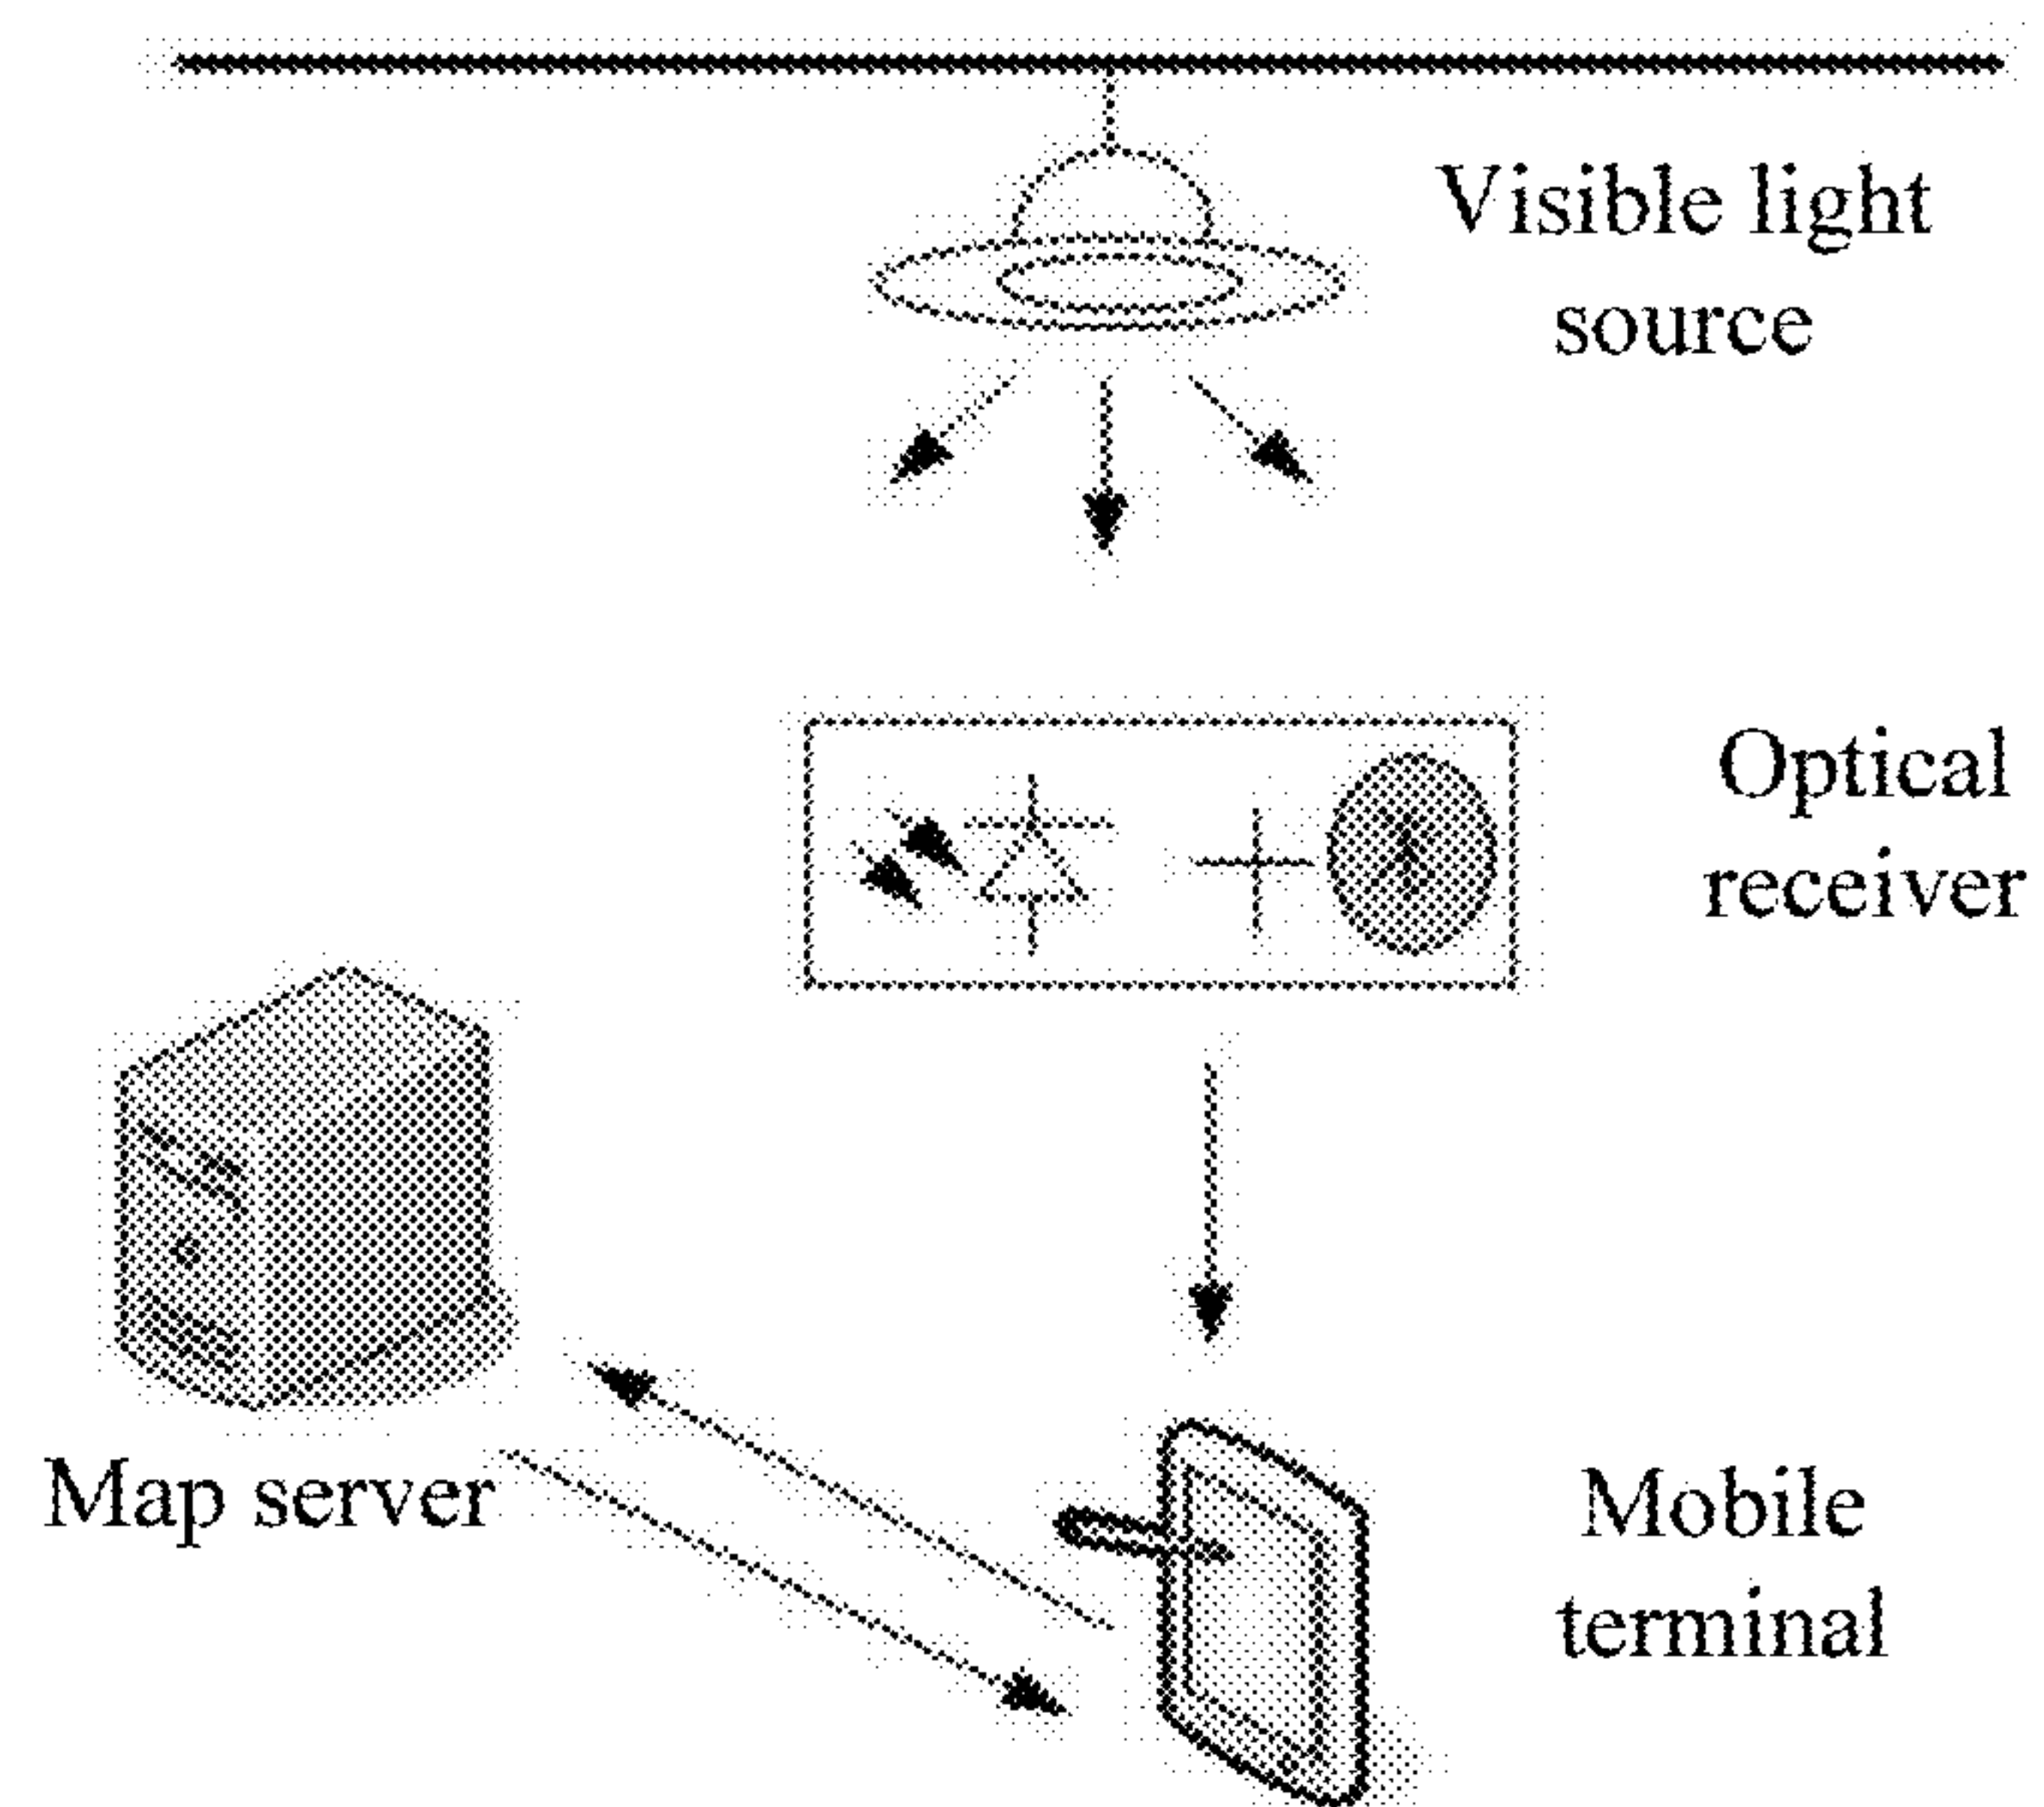 Visible light
source
Optical
receiver
Map server
Mobile
terminal